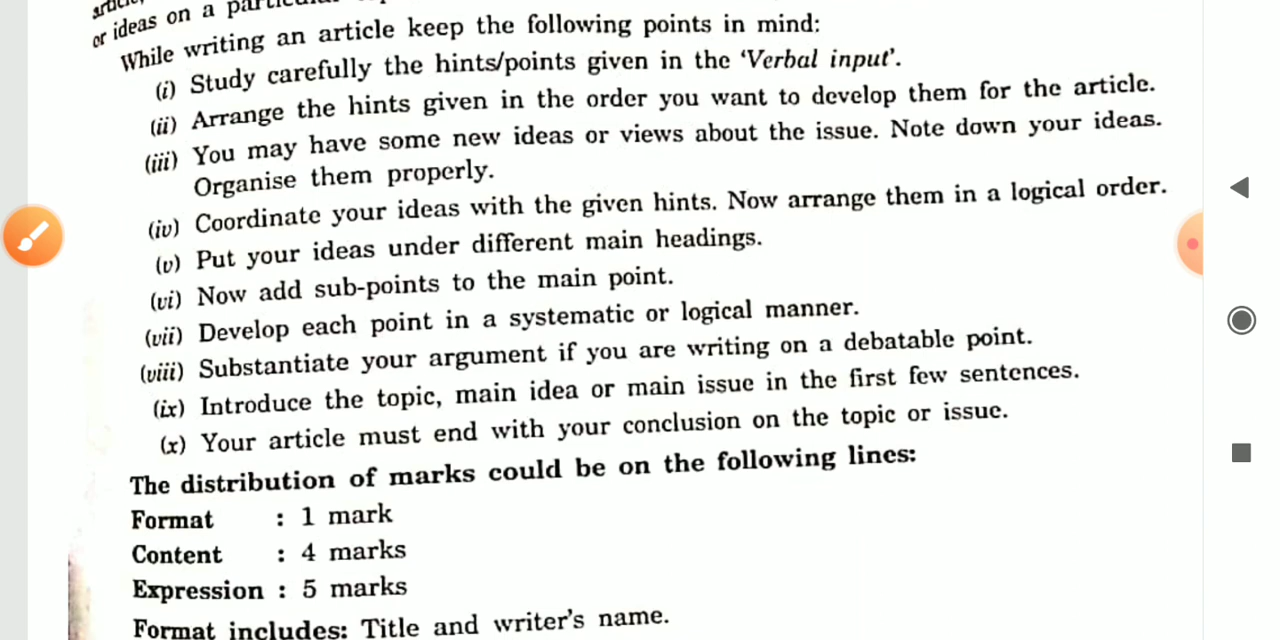 or ideas on a
While writing an article keep the following points in mind:
(i) Study carefully the hints/points given in the 'Verbal input'.
(ii) Arrange the hints given in the order you want to develop them for the article.
(iii) You may have some new ideas or views about the issue. Note down your ideas.
Organise them properly.
(iv) Coordinate your ideas with the given hints. Now arrange them in a logical order.
(v) Put your ideas under different main headings.
(vi) Now add sub-points to the main point.
(vii) Develop each point in a systematic or logical manner.
(viii) Substantiate your argument if you are writing on a debatable point.
(ix) Introduce the topic, main idea or main issue in the first few sentences.
(x) Your article must end with your conclusion on the topic or issue.
The distribution of marks could be on the following lines:
Format : 1 mark
Content : 4 marks
Expression : 5 marks
Format includes: Title and writer's name.